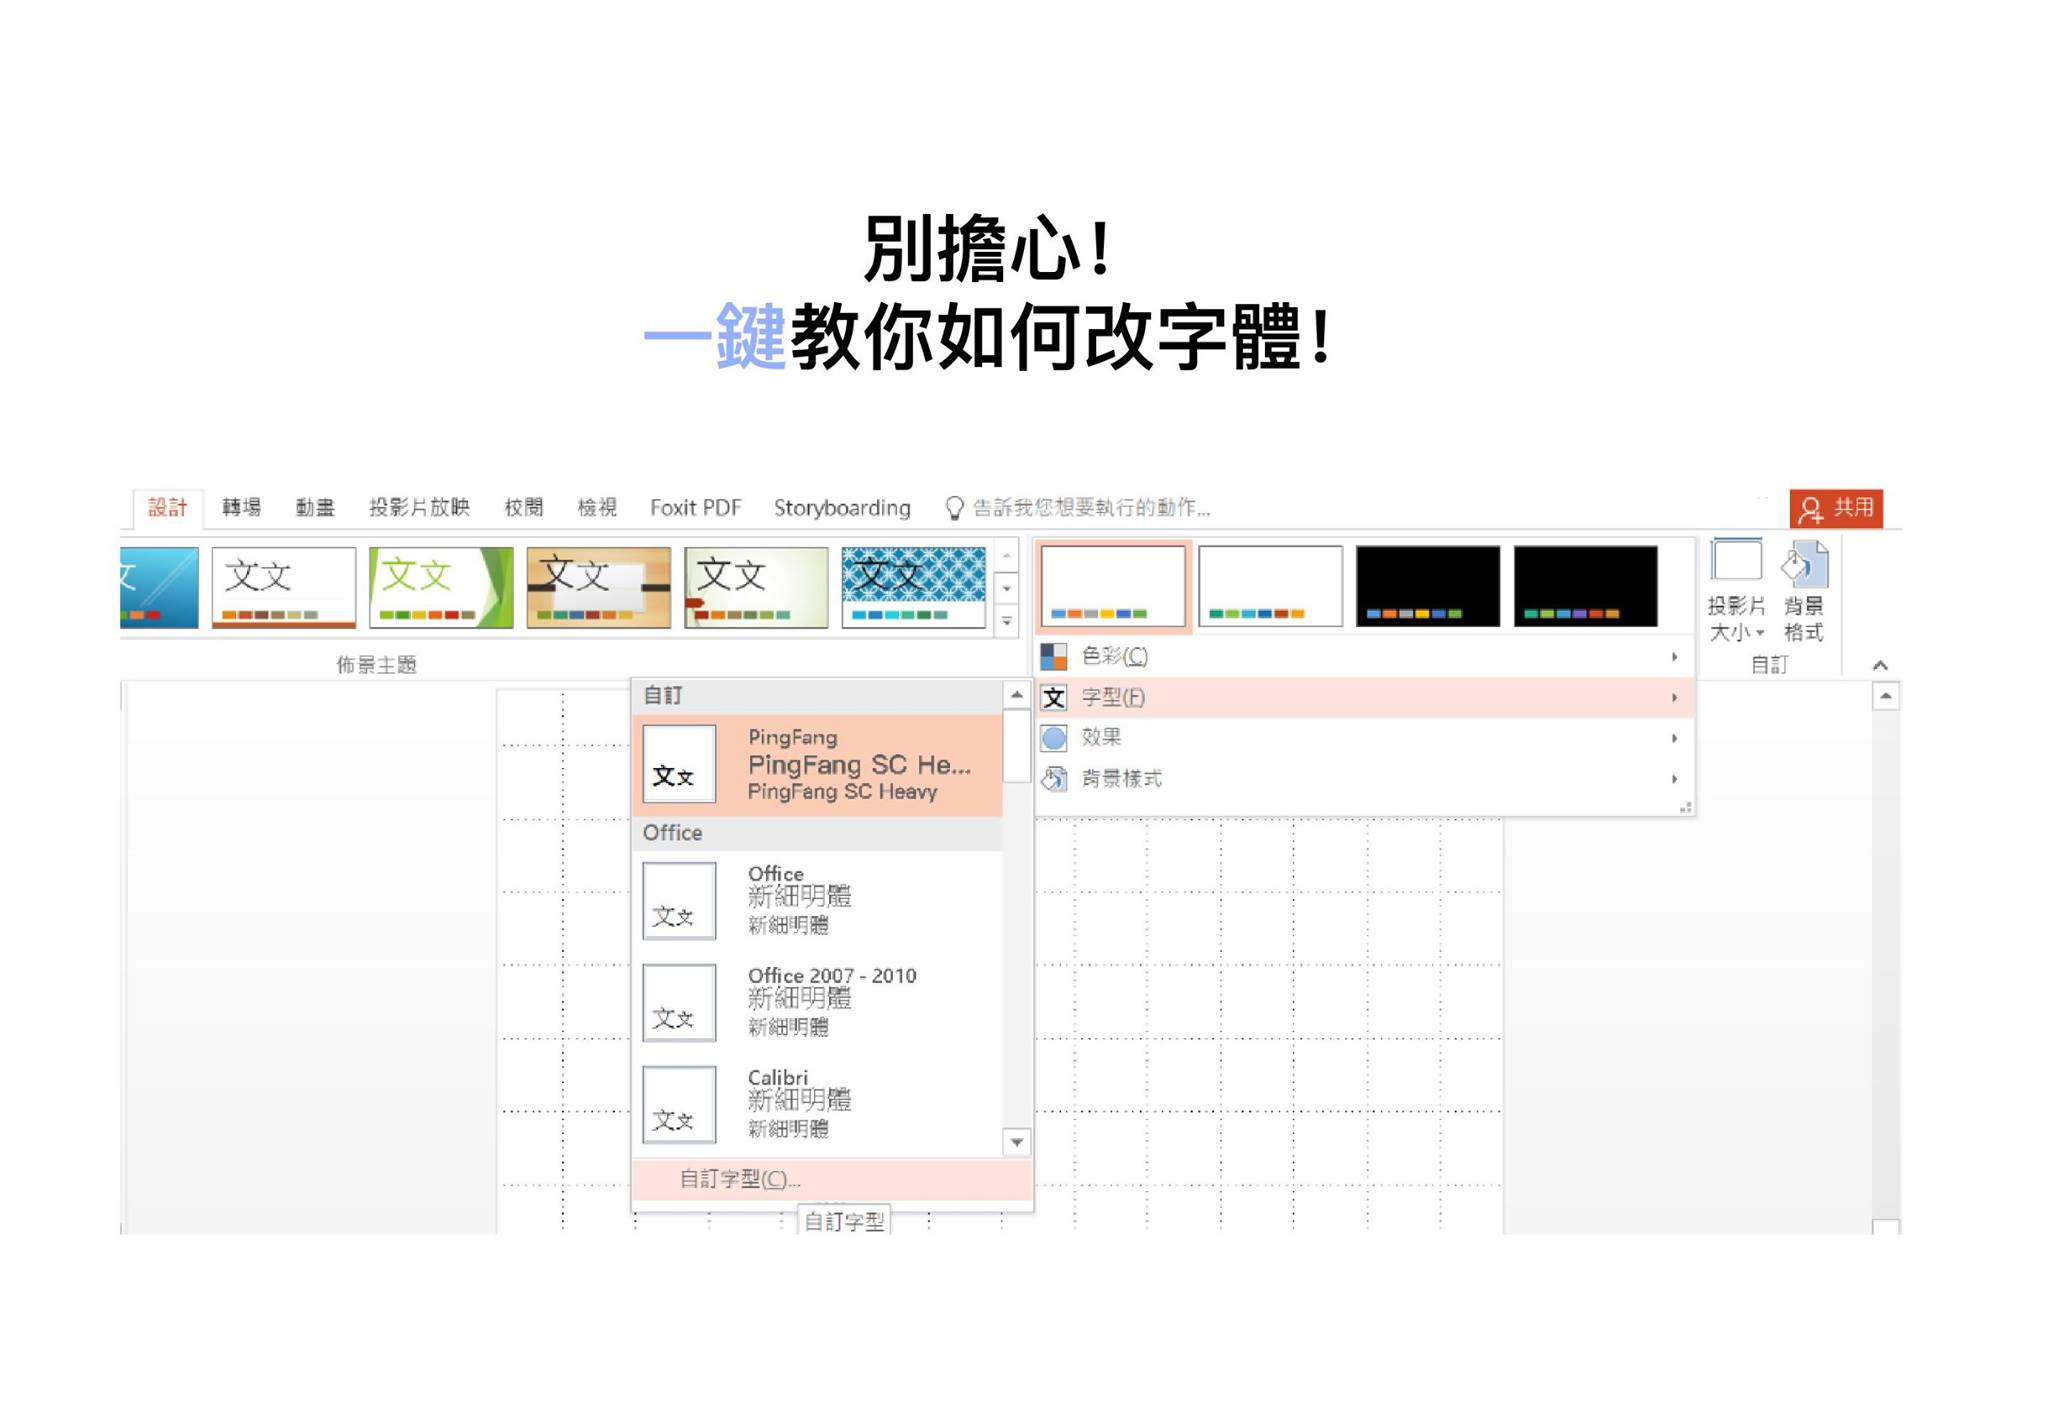 別擔心！
一鍵教你如何改字體！
設計 轉場 動畫 投影片放映 校閱 檢視 Foxit PDF Storyboarding 告訴我您想要執行的動作... 共用
文 文文 文文 文文 文文 文文
投影片大小 背景格式
佈景主題
自訂
色彩(C)
字型(F)
效果
背景樣式
自訂
文文 PingFang
PingFang SC He...
PingFang SC Heavy
Office
文文 Office
新細明體
新細明體
文文 Office 2007 - 2010
新細明體
新細明體
文文 Calibri
新細明體
新細明體
自訂字型(C)...
自訂字型